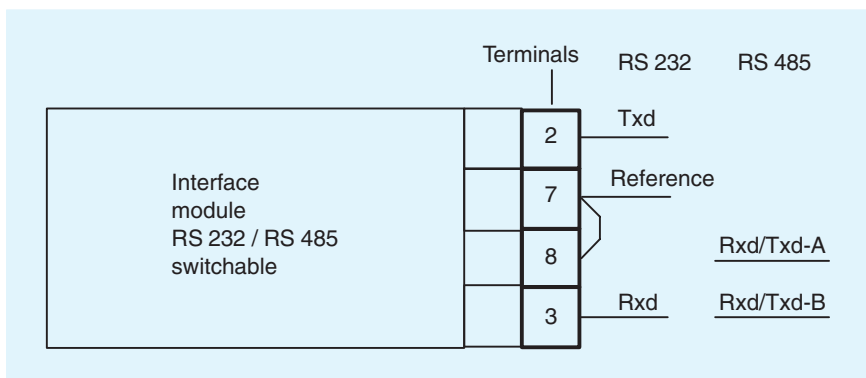 Terminals RS 232 RS 485
2 Txd
Interface
module
RS 232 / RS 485
switchable
7 Reference
8 Rxd/Txd-A
3 Rxd Rxd/Txd-B